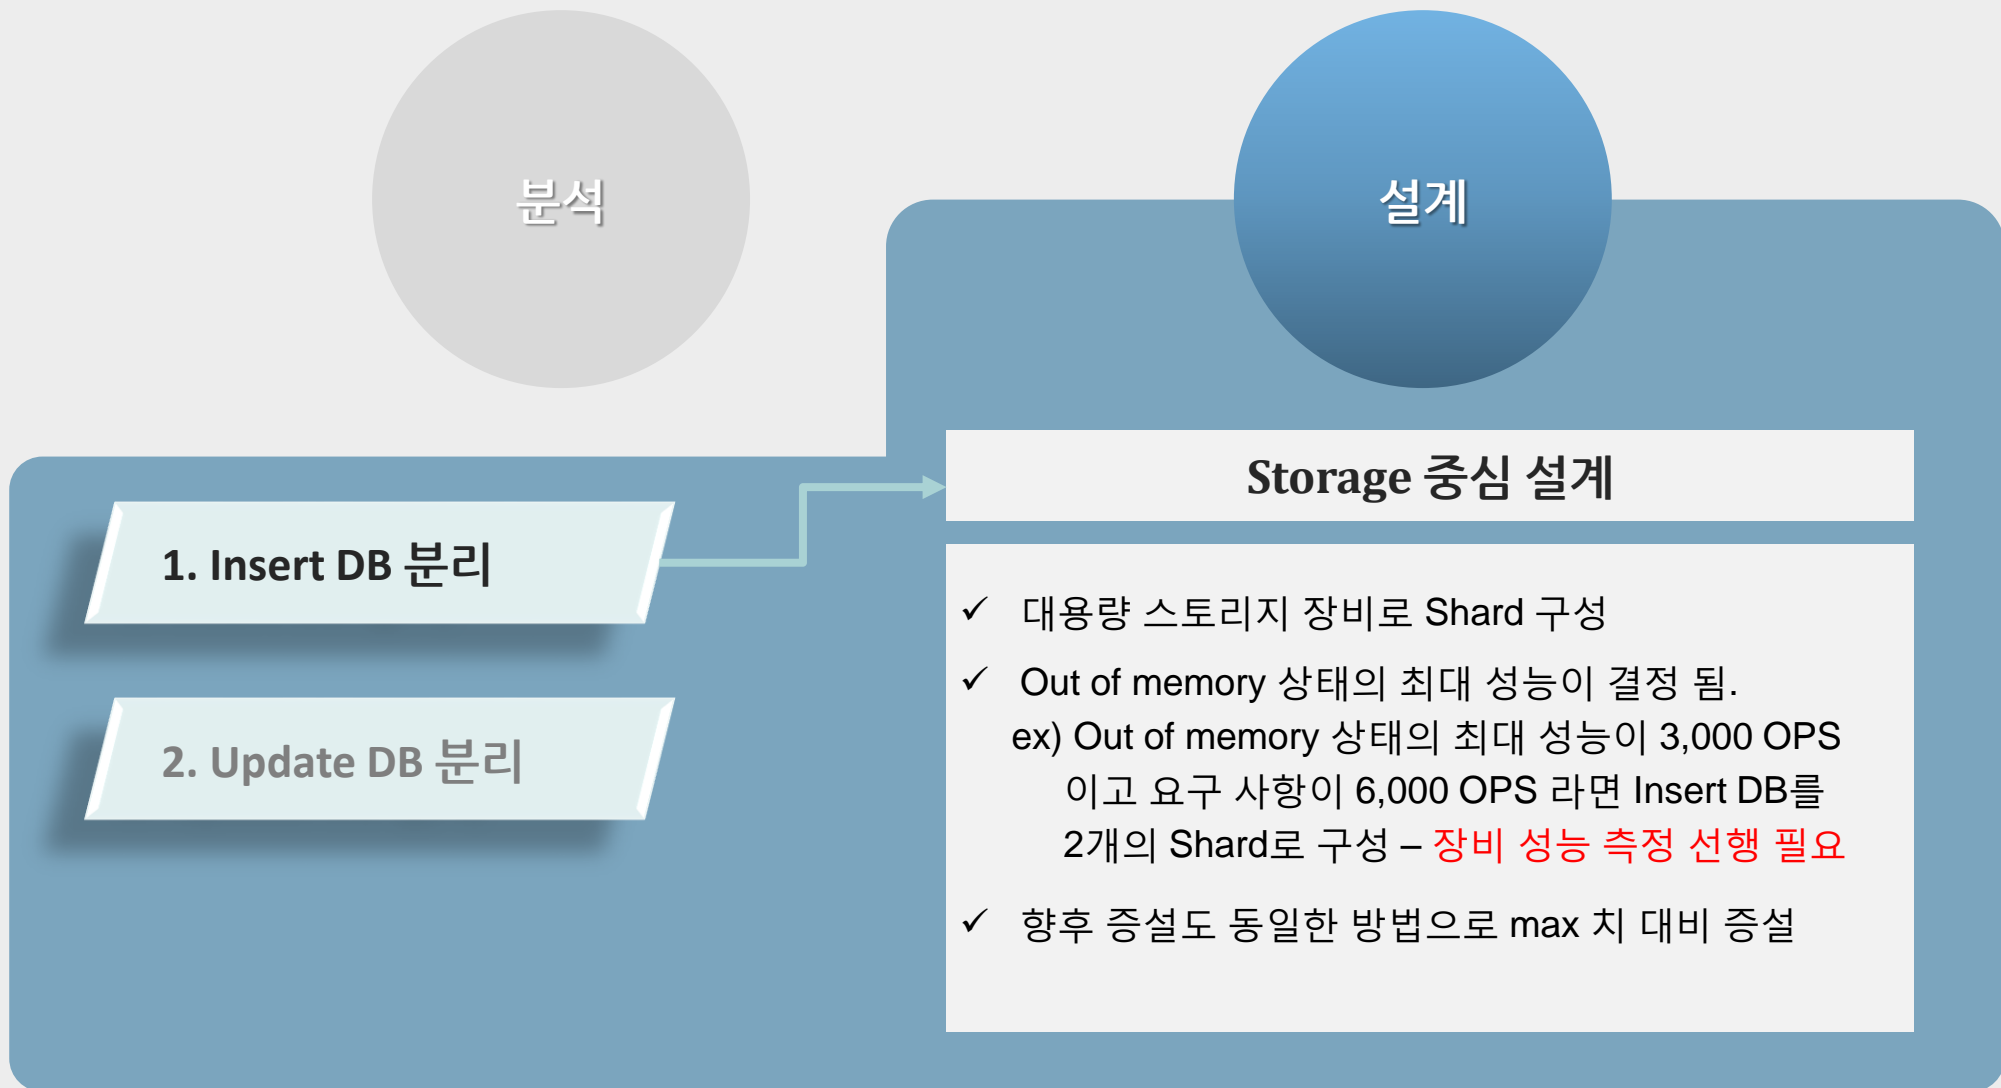 분석
설계
1. Insert DB 분리
2. Update DB 분리
Storage 중심 설계
✓ 대용량 스토리지 장비로 Shard 구성
✓ Out of memory 상태의 최대 성능이 결정 됨.
ex) Out of memory 상태의 최대 성능이 3,000 OPS
이고 요구 사항이 6,000 OPS 라면 Insert DB를
2개의 Shard로 구성 – 장비 성능 측정 선행 필요
✓ 향후 증설도 동일한 방법으로 max 치 대비 증설